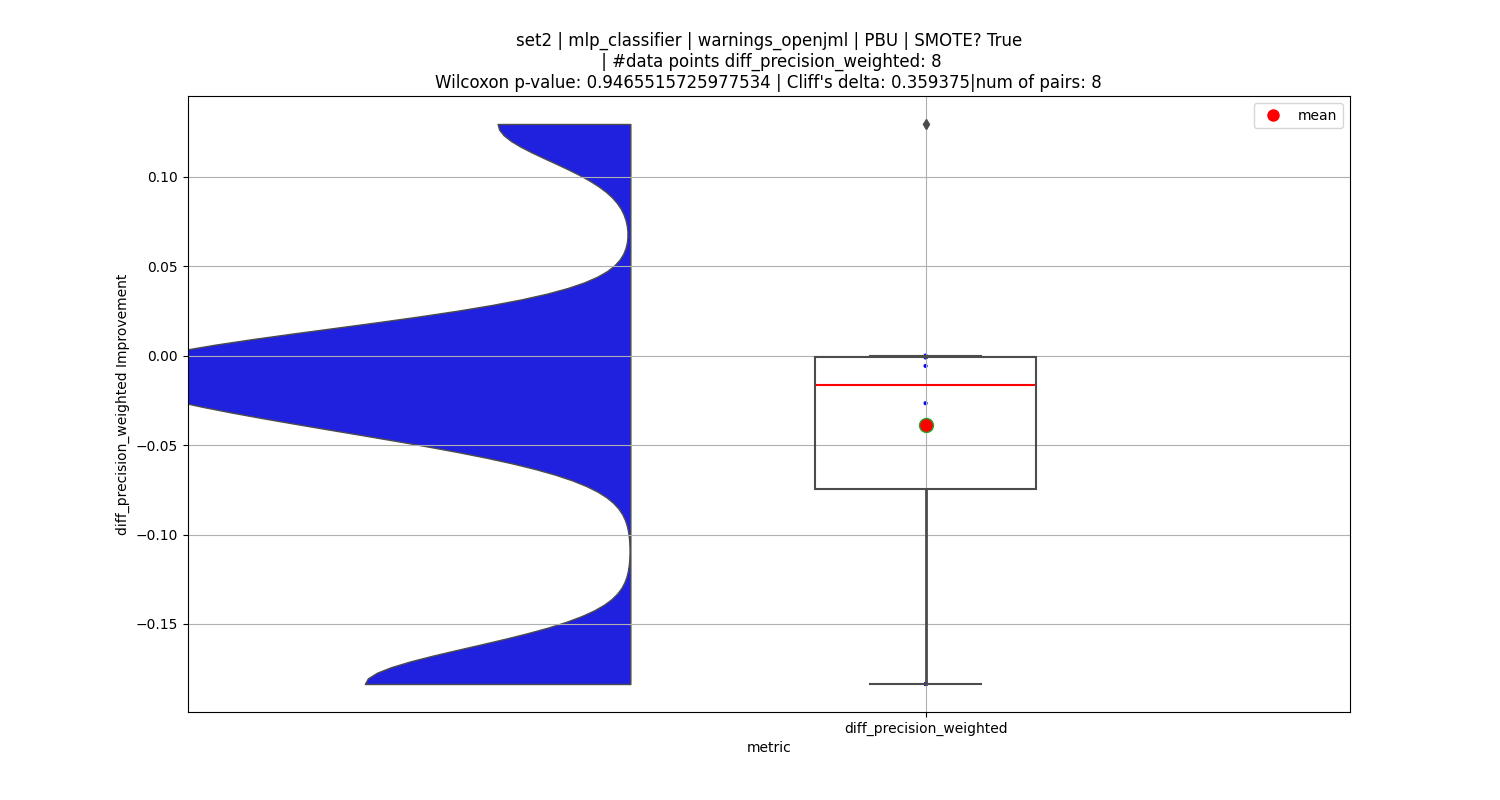 set2 | mlp_classifier | warnings_openjml | PBU | SMOTE? True
| #data points diff_precision_weighted: 8
Wilcoxon p-value: 0.9465515725977534 | Cliff's delta: 0.359375|num of pairs: 8
mean
0.10
0.05
0.00
−0.05
−0.10
−0.15
diff_precision_weighted Improvement
diff_precision_weighted
metric